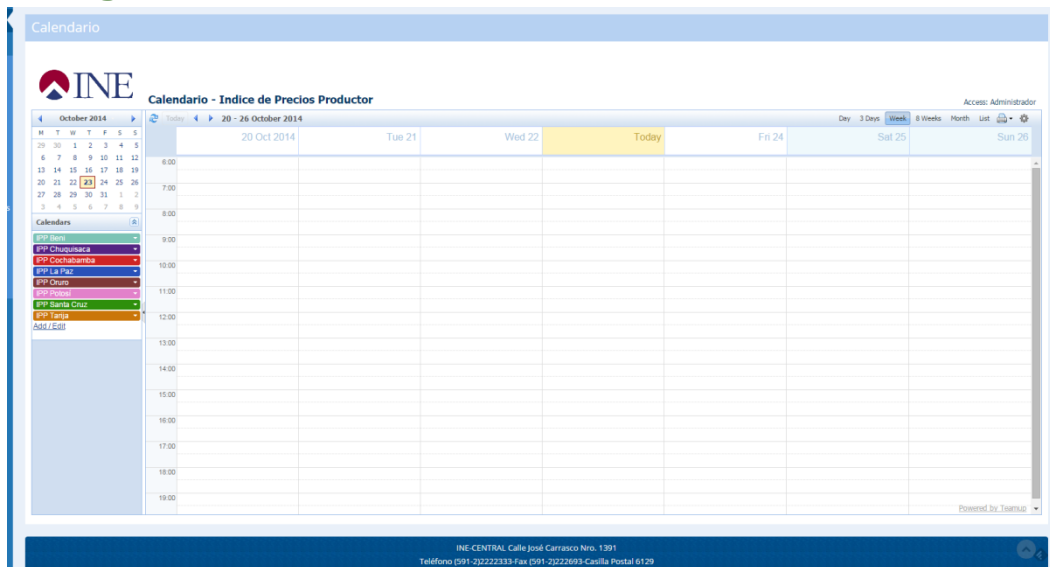 Calendario
INE
Calendario - Indice de Precios Productor
Access: Administrador
October 2014
Today
20 - 26 October 2014
Day 3 Days Week 8 Weeks Month List
M T W T F S S
29 30 1 2 3 4 5
6 7 8 9 10 11 12
13 14 15 16 17 18 19
20 21 22 23 24 25 26
27 28 29 30 31 1 2
3 4 5 6 7 8 9
20 Oct 2014 Tue 21 Wed 22 Today Fri 24 Sat 25 Sun 26
Calendars
IPP Beni
IPP Chuquisaca
IPP Cochabamba
IPP La Paz
IPP Oruro
IPP Potosí
IPP Santa Cruz
IPP Tarija
Add / Edit
6:00
7:00
8:00
9:00
10:00
11:00
12:00
13:00
14:00
15:00
16:00
17:00
18:00
19:00
Powered by Teamup
INE-CENTRAL Calle José Carrasco Nro. 1391
Teléfono (591-2)2222333-Fax (591-2)222693-Casilla Postal 6129